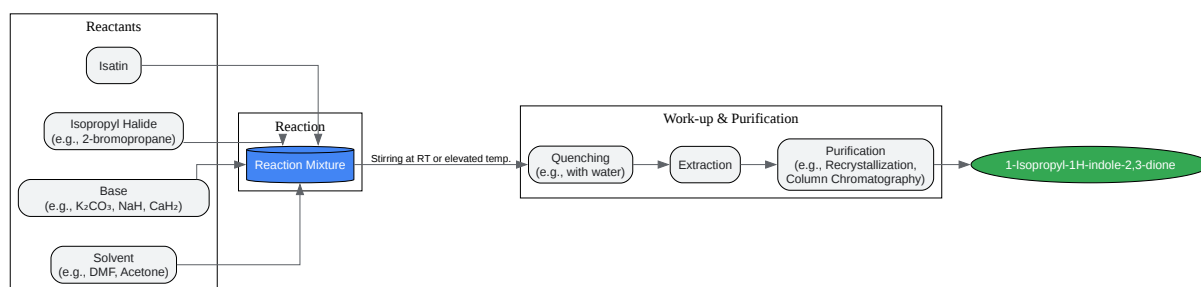 Reactants
Isatin
Isopropyl Halide
(e.g., 2-bromopropane)
Base
(e.g., K₂CO₃, NaH, CaH₂)
Solvent
(e.g., DMF, Acetone)
Reaction
Reaction Mixture
Stirring at RT or elevated temp.
Work-up & Purification
Quenching
(e.g., with water)
Extraction
Purification
(e.g., Recrystallization,
Column Chromatography)
1-Isopropyl-1H-indole-2,3-dione